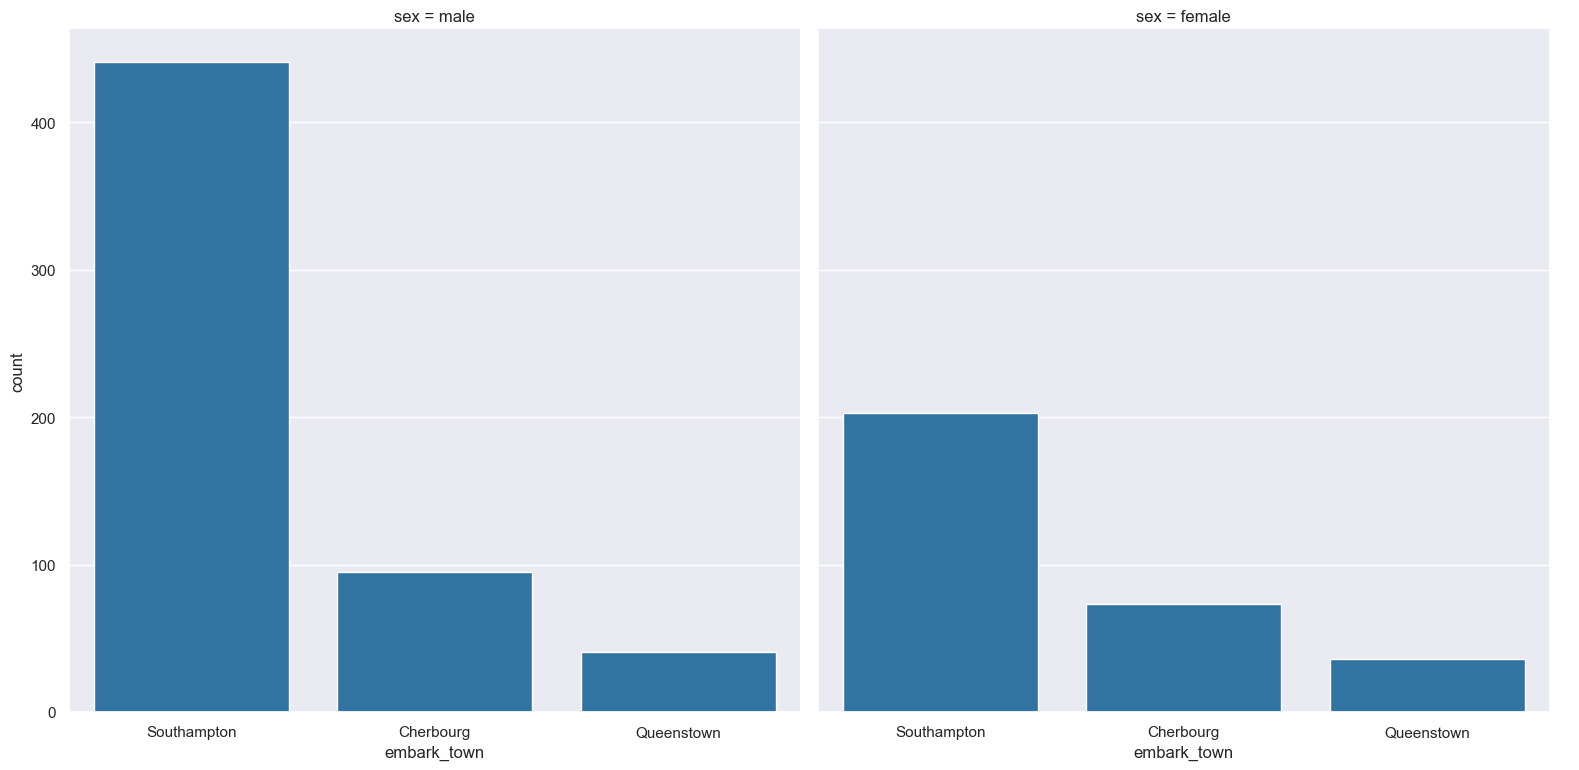 sex = male
sex = female
count
400
300
200
100
0
Southampton
Cherbourg
Queenstown
embark_town
Southampton
Cherbourg
Queenstown
embark_town